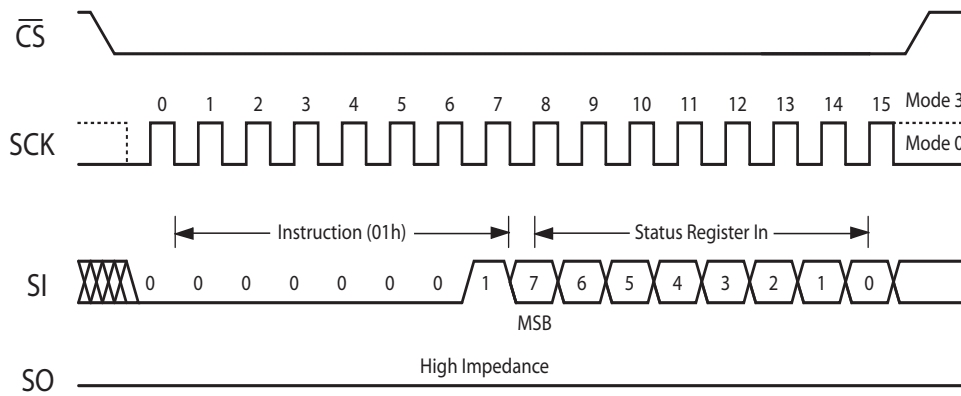 CS
0 1 2 3 4 5 6 7 8 9 10 11 12 13 14 15 Mode 3
SCK Mode 0
Instruction (01h) Status Register In
SI 0 0 0 0 0 0 0 1 7 6 5 4 3 2 1 0
MSB
High Impedance
SO